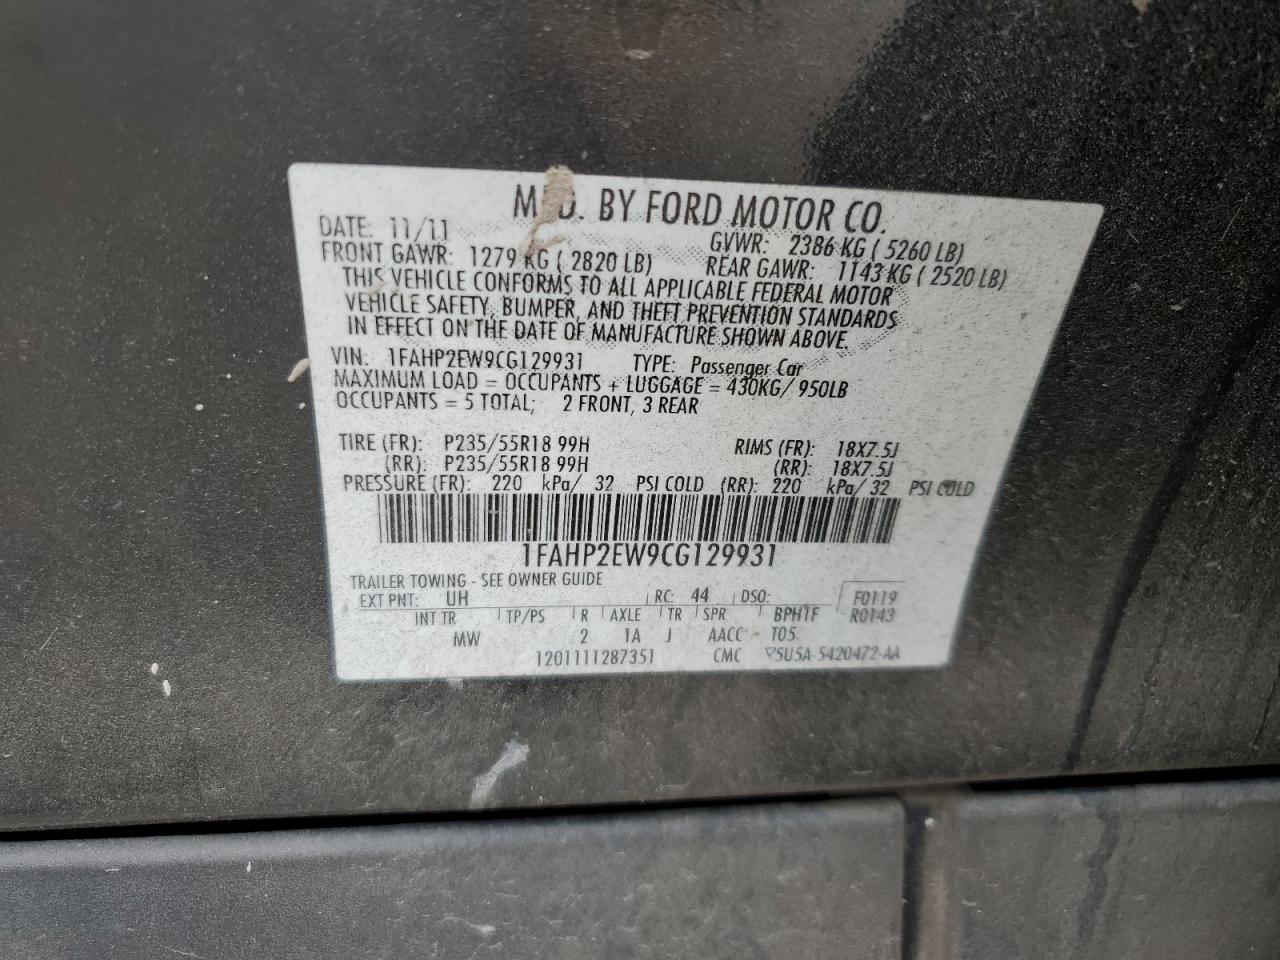 MFD. BY FORD MOTOR CO.
DATE: 11/11 GVWR: 2386 KG ( 5260 LB)
FRONT GAWR: 1279 KG ( 2820 LB) REAR GAWR: 1143 KG ( 2520 LB)
THIS VEHICLE CONFORMS TO ALL APPLICABLE FEDERAL MOTOR
VEHICLE SAFETY, BUMPER, AND THEFT PREVENTION STANDARDS
IN EFFECT ON THE DATE OF MANUFACTURE SHOWN ABOVE.
VIN: 1FAHP2EW9CG129931 TYPE: Passenger Car
MAXIMUM LOAD = OCCUPANTS + LUGGAGE = 430KG/ 950LB
OCCUPANTS = 5 TOTAL; 2 FRONT, 3 REAR
TIRE (FR): P235/55R18 99H RIMS (FR): 18X7.5J
(RR): P235/55R18 99H (RR): 18X7.5J
PRESSURE (FR): 220 kPa/ 32 PSI COLD (RR): 220 kPa/ 32 PSI COLD
1FAHP2EW9CG129931
TRAILER TOWING - SEE OWNER GUIDE
EXT PNT: UH RC: 44 DSO: F0119
INT TR TP/PS R AXLE TR SPR BPH1F R0143
MW 2 1A J AACC T05
1201111287351 CMC ▽5U5A-5420472-AA